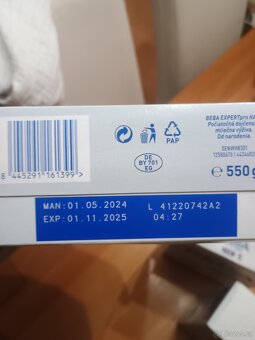 BEBA EXPERTpro HA
Počiatočná dojčenská
mliečna výživa.
Od narodenia.
PAP
DE
BY 701
EG
8 445291 161399
550 g
MAN: 01.05.2024 L 41220742A2
EXP: 01.11.2025 04:27